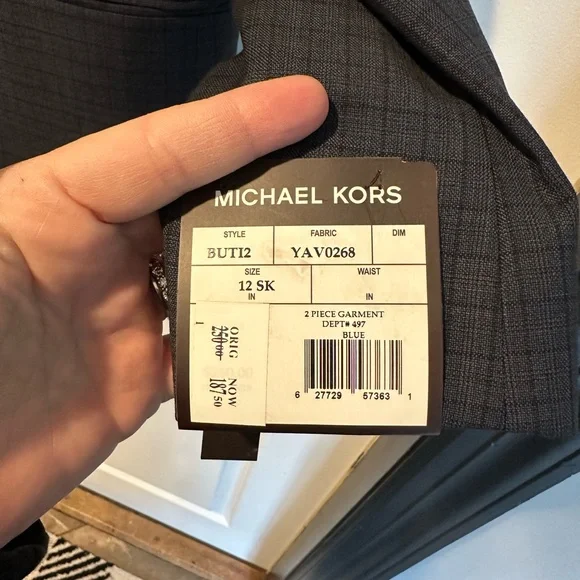 MICHAEL KORS
STYLE FABRIC DIM
BUTI2 YAV0268
SIZE WAIST
12 SK
IN IN
2 PIECE GARMENT
DEPT# 497
BLUE
6 27729 57363 1
ORIG NOW
250.00 187.50